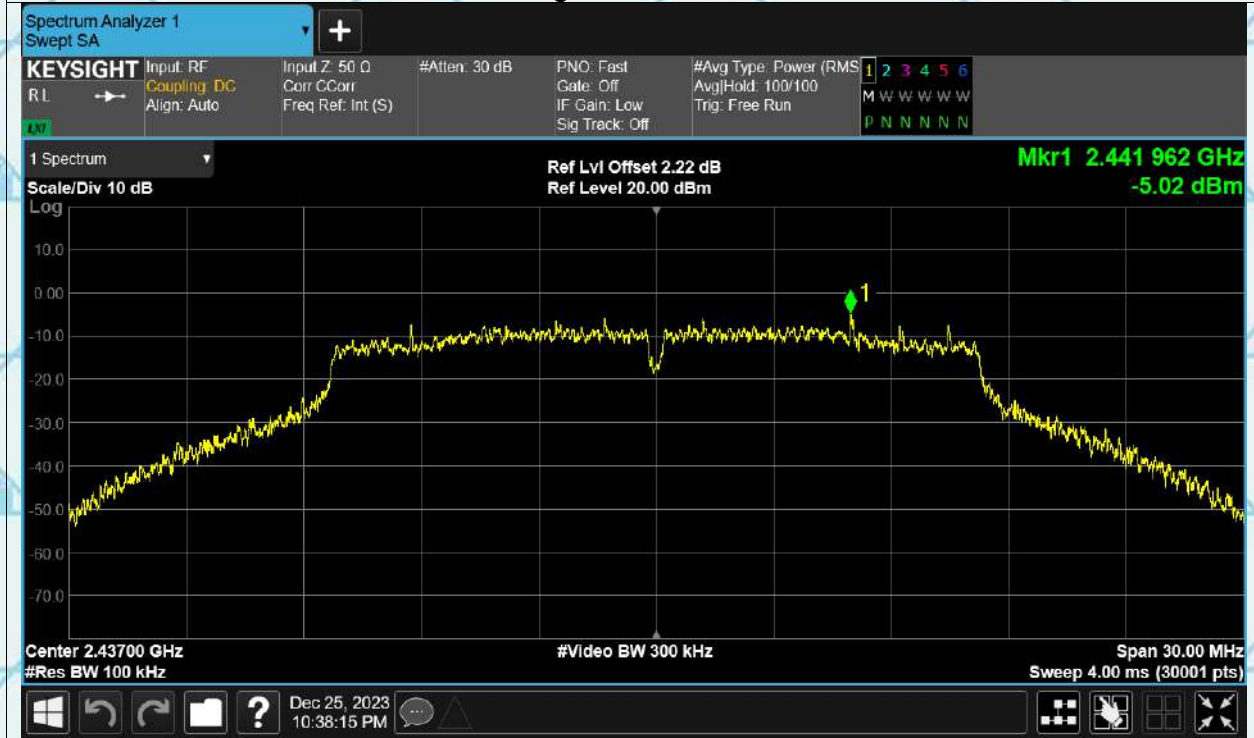 Spectrum Analyzer 1
Swept SA
+
KEYSIGHT
RL
LXI
Input: RF
Coupling: DC
Align: Auto
Input Z: 50 Ω
Corr CCorr
Freq Ref: Int (S)
#Atten: 30 dB
PNO: Fast
Gate: Off
IF Gain: Low
Sig Track: Off
#Avg Type: Power (RMS
Avg|Hold: 100/100
Trig: Free Run
1 2 3 4 5 6
M W W W W W
P N N N N N
1 Spectrum
Scale/Div 10 dB
Log
Ref Lvl Offset 2.22 dB
Ref Level 20.00 dBm
Mkr1 2.441 962 GHz
-5.02 dBm
10.0
0.00
-10.0
-20.0
-30.0
-40.0
-50.0
-60.0
-70.0
1
Center 2.43700 GHz
#Res BW 100 kHz
#Video BW 300 kHz
Span 30.00 MHz
Sweep 4.00 ms (30001 pts)
?
Dec 25, 2023
10:38:15 PM